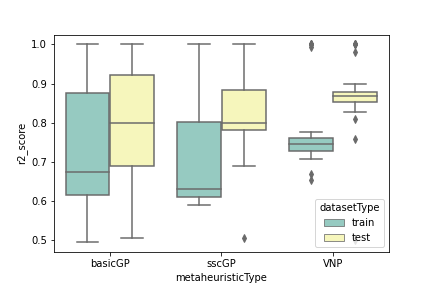 1.0
0.9
0.8
0.7
0.6
0.5
r2_score
basicGP
sscGP
VNP
metaheuristicType
datasetType
train
test